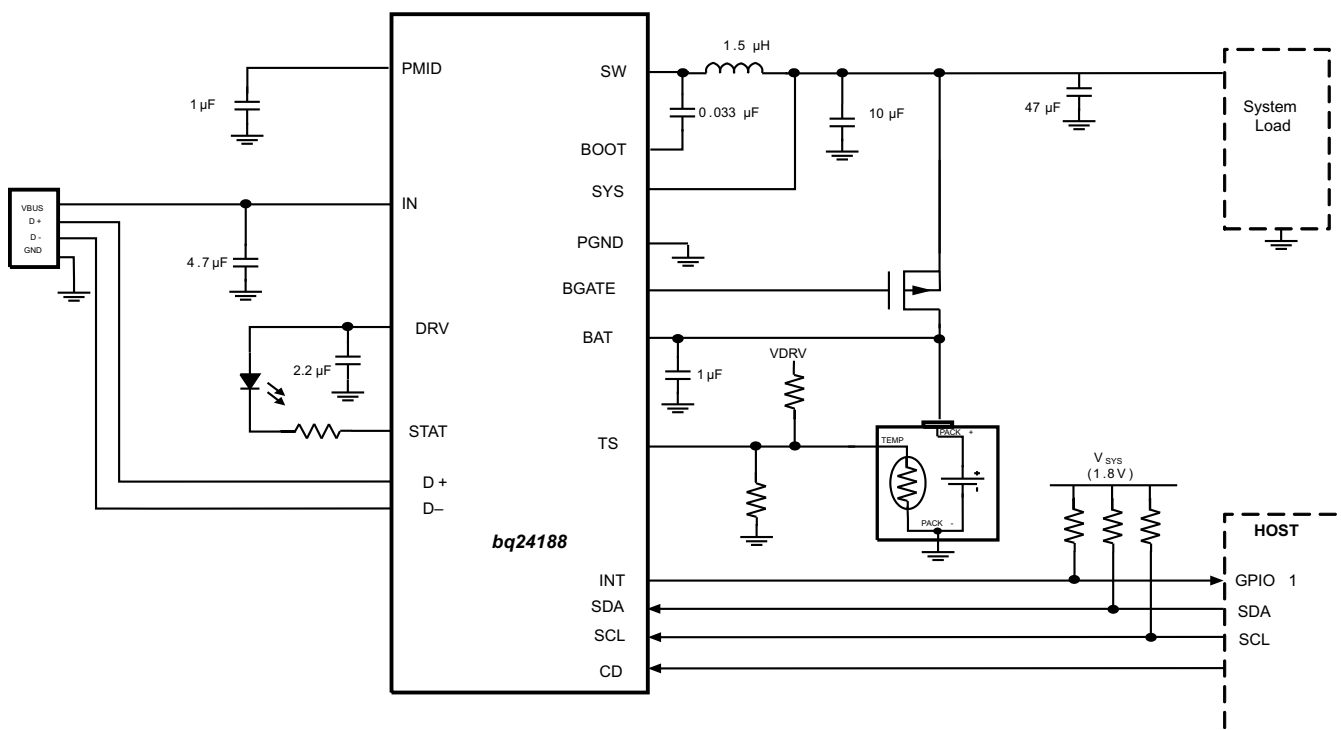 PMID
1 µF
VBUS
D +
D -
GND
IN
4.7 µF
DRV
2.2 µF
STAT
D +
D–
bq24188
SW
1.5 µH
0.033 µF
BOOT
SYS
10 µF
47 µF
System
Load
PGND
BGATE
BAT
1 µF
VDRV
TS
TEMP
PACK +
+
-
PACK -
V SYS
(1.8V)
HOST
INT
GPIO 1
SDA
SDA
SCL
SCL
CD